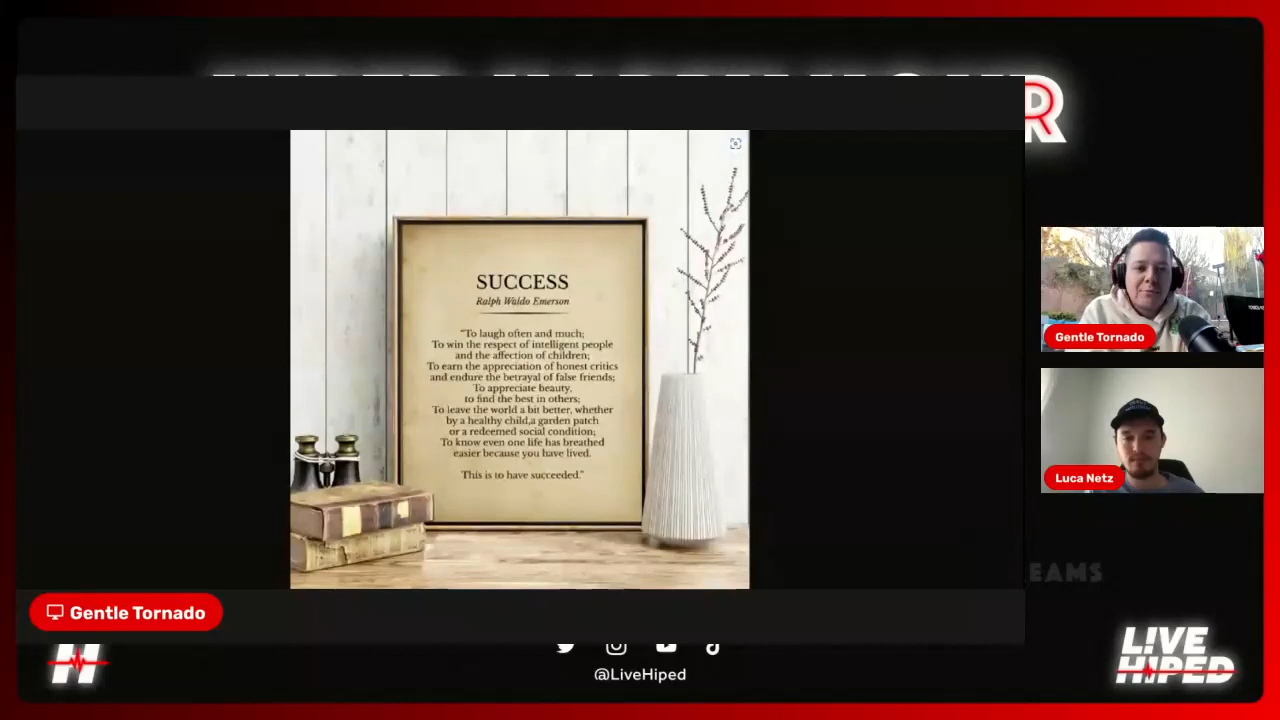 SUCCESS
Ralph Waldo Emerson
"To laugh often and much;
To win the respect of intelligent people
and the affection of children;
To earn the appreciation of honest critics
and endure the betrayal of false friends;
To appreciate beauty,
to find the best in others;
To leave the world a bit better, whether
by a healthy child,a garden patch
or a redeemed social condition;
To know even one life has breathed
easier because you have lived.
This is to have succeeded."
Gentle Tornado
Luca Netz
EAMS
Gentle Tornado
@LiveHiped
L!VE
HIPED